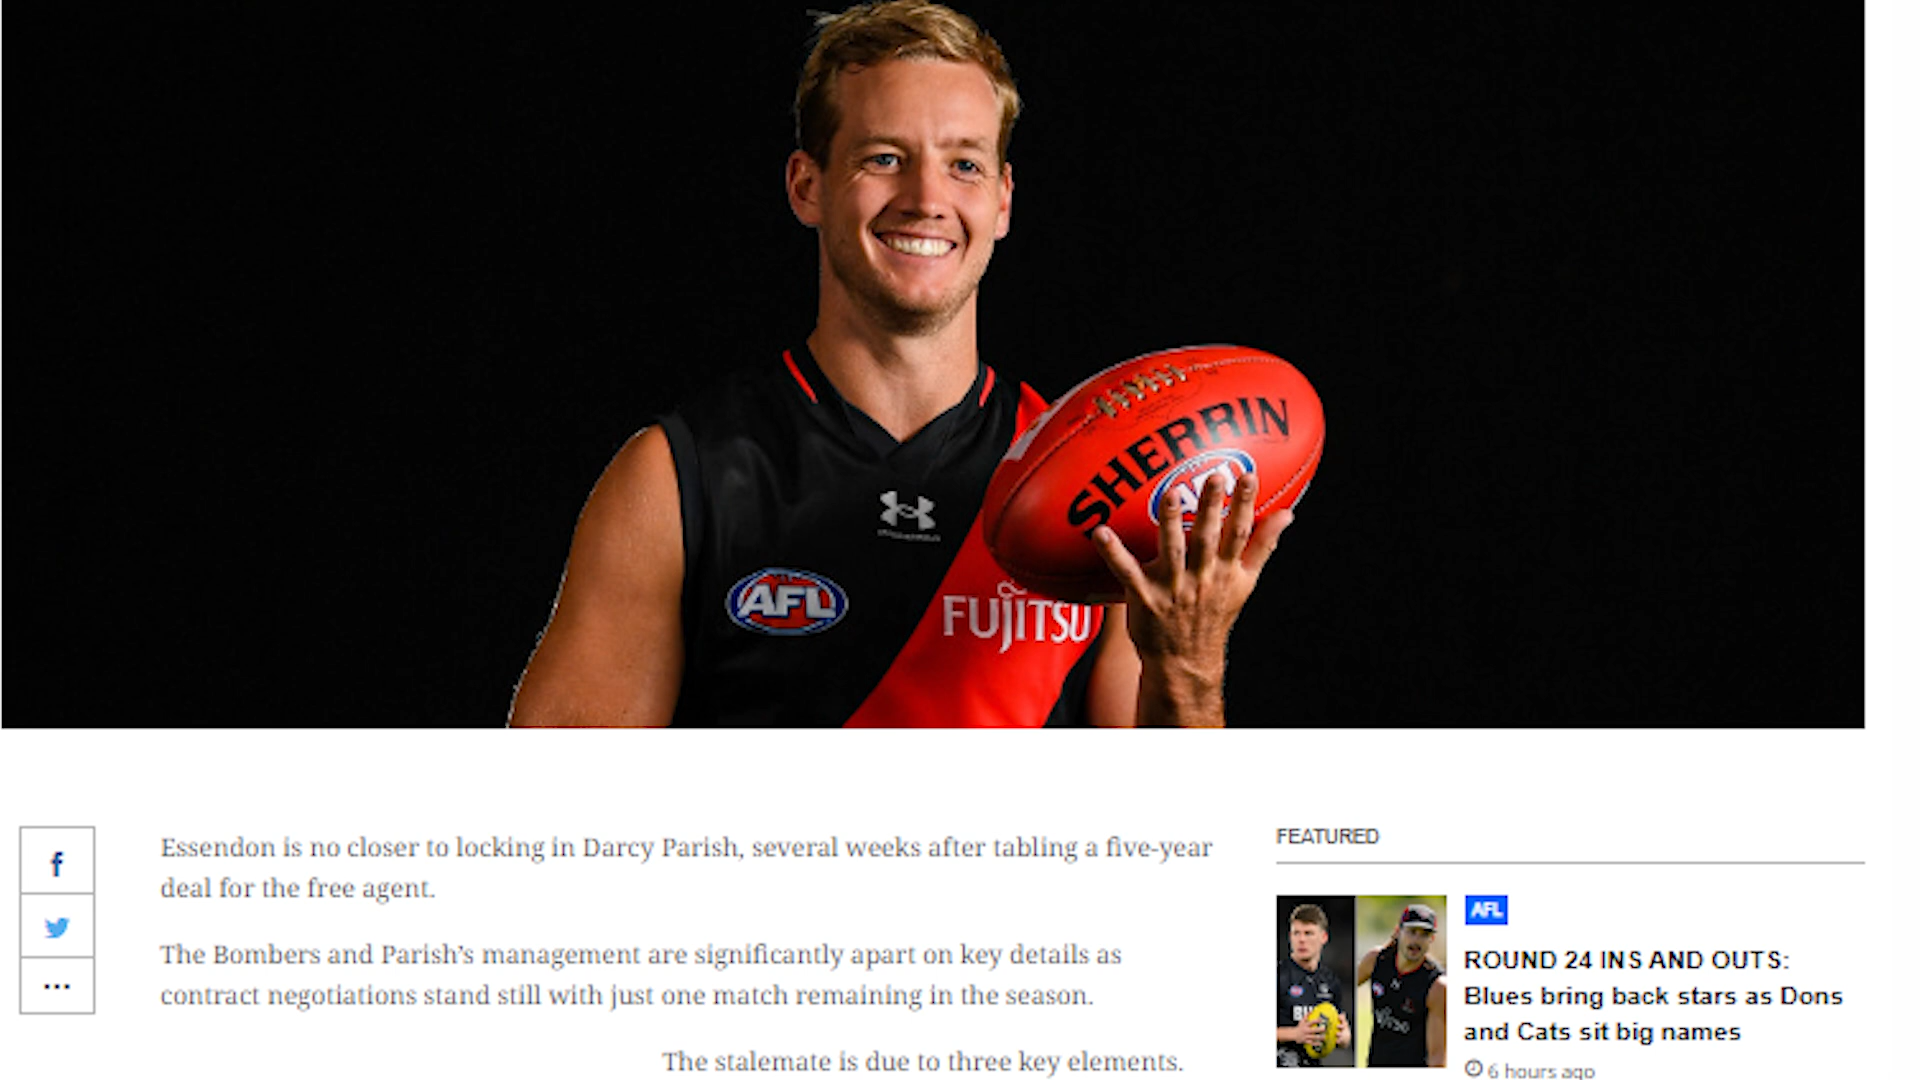 SHERRIN
AFL
AFL
FUJITSU
f
Essendon is no closer to locking in Darcy Parish, several weeks after tabling a five-year
deal for the free agent.
The Bombers and Parish's management are significantly apart on key details as
contract negotiations stand still with just one match remaining in the season.
The stalemate is due to three key elements.
FEATURED
AFL
ROUND 24 INS AND OUTS:
Blues bring back stars as Dons
and Cats sit big names
6 hours ago